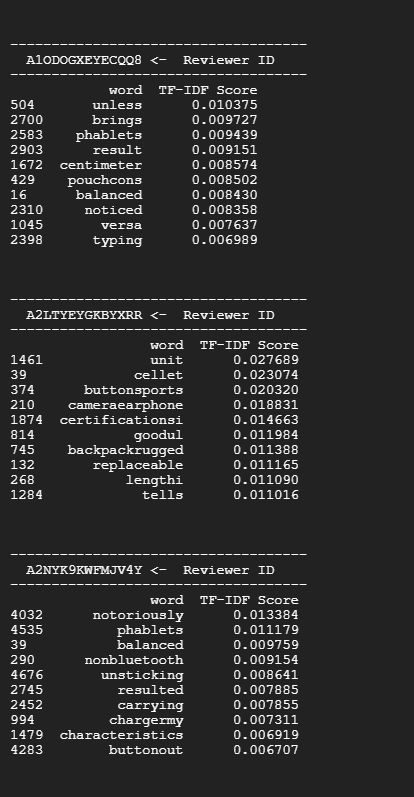 ------------------------------------
A1ODOGXEYECQQ8 <-  Reviewer ID
------------------------------------
word  TF-IDF Score
504       unless      0.010375
2700      brings      0.009727
2583    phablets      0.009439
2903      result      0.009151
1672  centimeter      0.008574
429    pouchcons      0.008502
16      balanced      0.008430
2310     noticed      0.008358
1045       versa      0.007637
2398      typing      0.006989
------------------------------------
A2LTYEYGKBYXRR <-  Reviewer ID
------------------------------------
word  TF-IDF Score
1461             unit      0.027689
39             cellet      0.023074
374      buttonsports      0.020320
210    cameraearphone      0.018831
1874  certificationsi      0.014663
814            goodul      0.011984
745    backpackrugged      0.011388
132       replaceable      0.011165
268           lengthi      0.011090
1284            tells      0.011016
------------------------------------
A2NYK9KWFMJV4Y <-  Reviewer ID
------------------------------------
word  TF-IDF Score
4032      notoriously      0.013384
4535         phablets      0.011179
39           balanced      0.009759
290      nonbluetooth      0.009154
4676       unsticking      0.008641
2745         resulted      0.007885
2452         carrying      0.007855
994         chargermy      0.007311
1479  characteristics      0.006919
4283        buttonout      0.006707